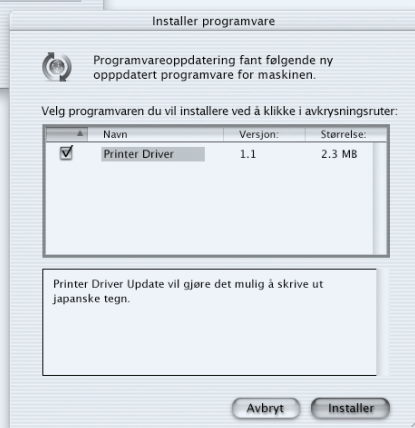 Installer programvare
Programvareoppdatering fant følgende ny
opppdatert programvare for maskinen.
Velg programvaren du vil installere ved å klikke i avkrysningsruter:
Navn Versjon: Størrelse:
Printer Driver 1.1 2.3 MB
Printer Driver Update vil gjøre det mulig å skrive ut
japanske tegn.
Avbryt Installer